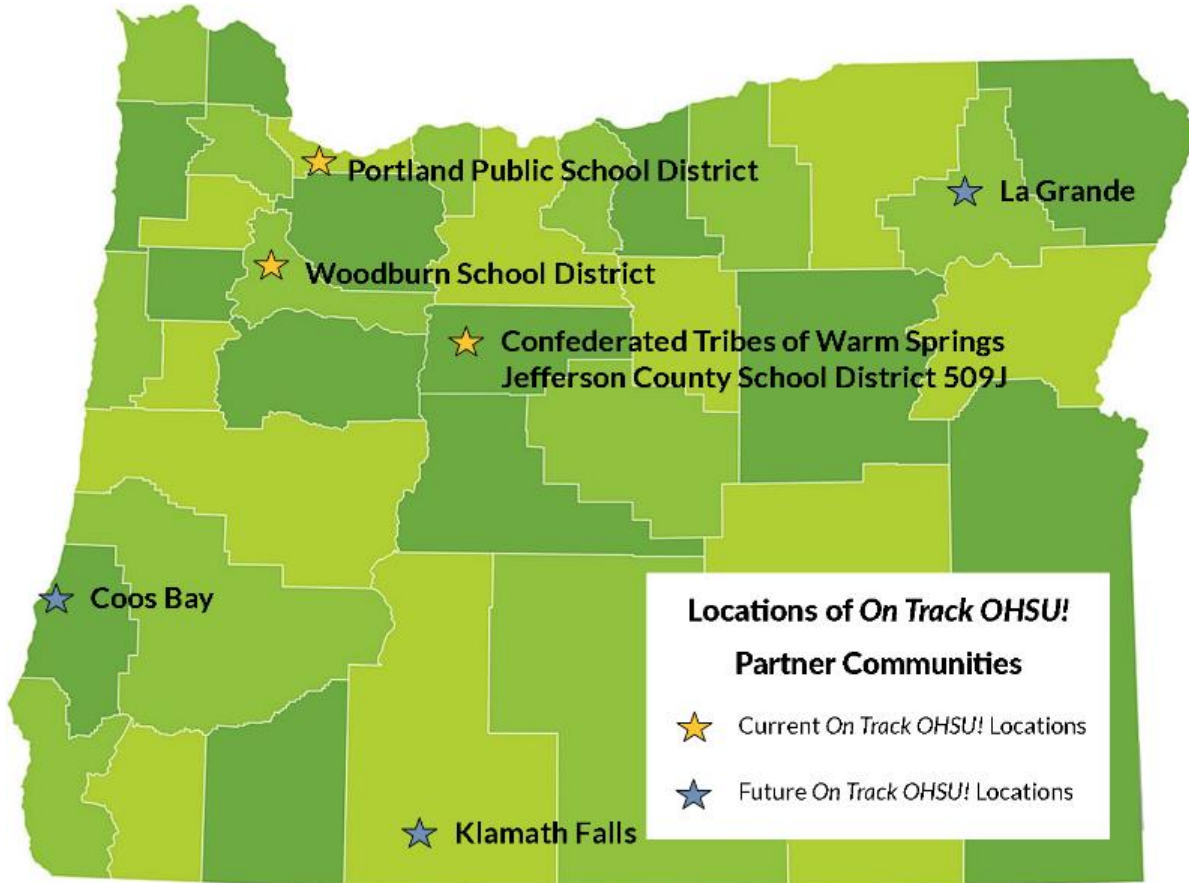 Portland Public School District
La Grande
Woodburn School District
Confederated Tribes of Warm Springs
Jefferson County School District 509J
Coos Bay
Klamath Falls
Locations of On Track OHSU!
Partner Communities
Current On Track OHSU! Locations
Future On Track OHSU! Locations